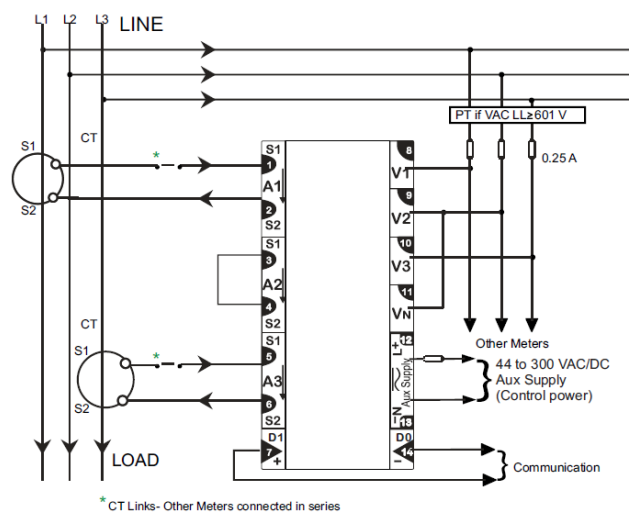 L1 L2 L3 LINE
PT if VAC LL≥601 V
CT
S1
S2
*
0.25 A
S1 8
1 V1
A1
2 9
S2 V2
S1
3 10
A2 V3
4 11
S2 VN
CT
S1
S2
*
S1 12
5 L+
A3 Aux Supply
6 N
S2 13
D1 D0
7 14
+ −
Other Meters
44 to 300 VAC/DC
Aux Supply
(Control power)
Communication
LOAD
* CT Links- Other Meters connected in series